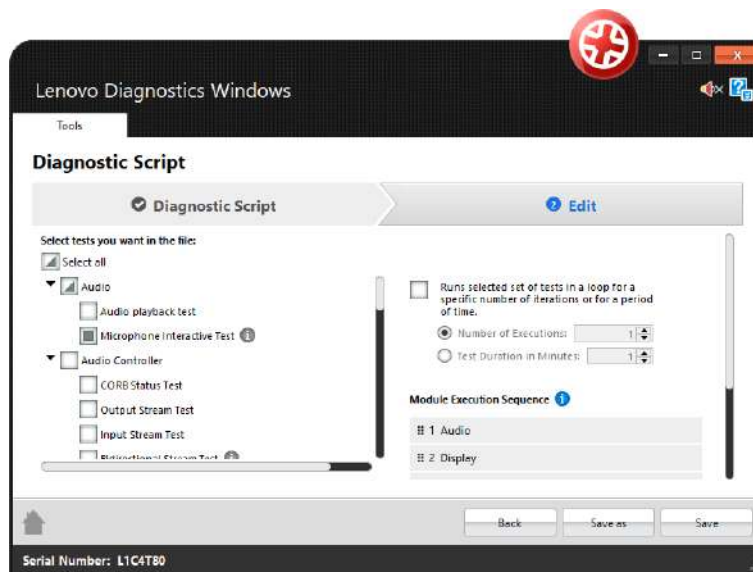 Lenovo Diagnostics Windows
Tools
Diagnostic Script
Diagnostic Script
2 Edit
Select tests you want in the file:
Select all
Audio
Audio playback test
Microphone Interactive Test
Audio Controller
CORB Status Test
Output Stream Test
Input Stream Test
Bidirectional Stream Test
Runs selected set of tests in a loop for a
specific number of iterations or for a period
of time.
Number of Executions: 1
Test Duration in Minutes: 1
Module Execution Sequence
1 Audio
2 Display
Back Save as Save
Serial Number: L1C4T80